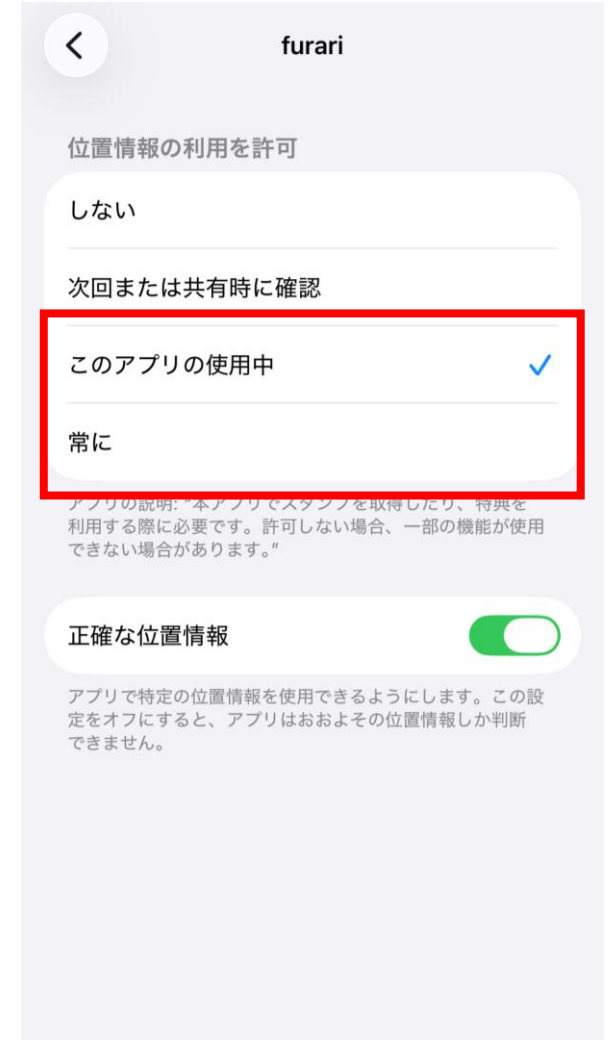 furari
位置情報の利用を許可
しない
次回または共有時に確認
このアプリの使用中
常に
アプリの説明: "本アプリでスタンプを取得したり、特典を
利用する際に必要です。許可しない場合、一部の機能が使用
できない場合があります。"
正確な位置情報
アプリで特定の位置情報を使用できるようにします。この設
定をオフにすると、アプリはおおよその位置情報しか判断
できません。